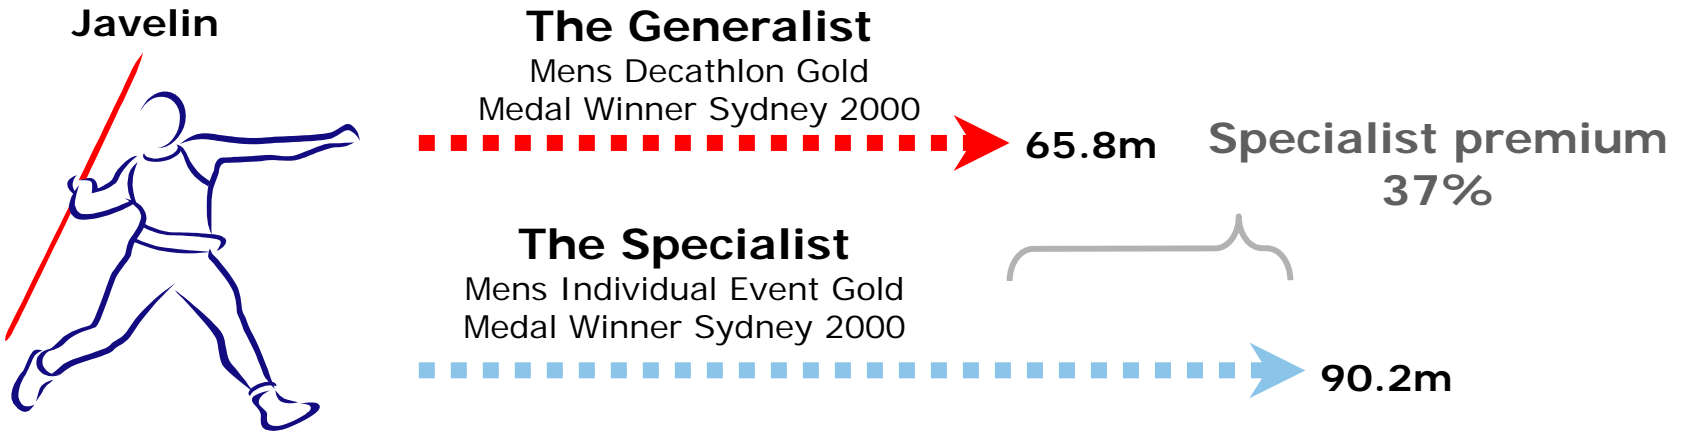 Javelin
The Generalist
Mens Decathlon Gold
Medal Winner Sydney 2000
65.8m
Specialist premium
37%
The Specialist
Mens Individual Event Gold
Medal Winner Sydney 2000
90.2m